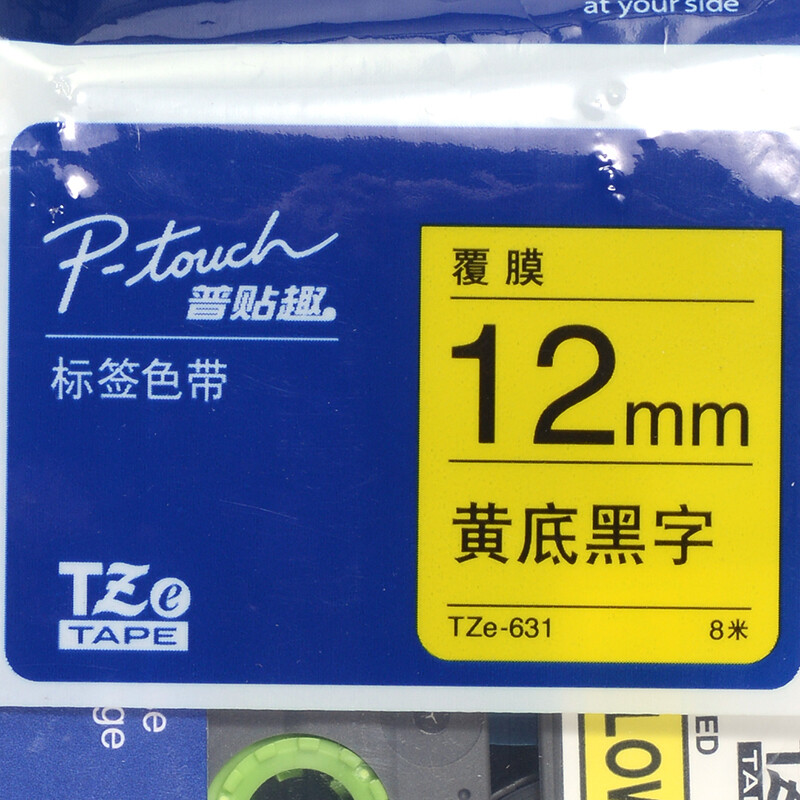 at your side
P-touch
普贴趣。
标签色带
TZe
TAPE
覆膜
12mm
黄底黑字
TZe-631
8米